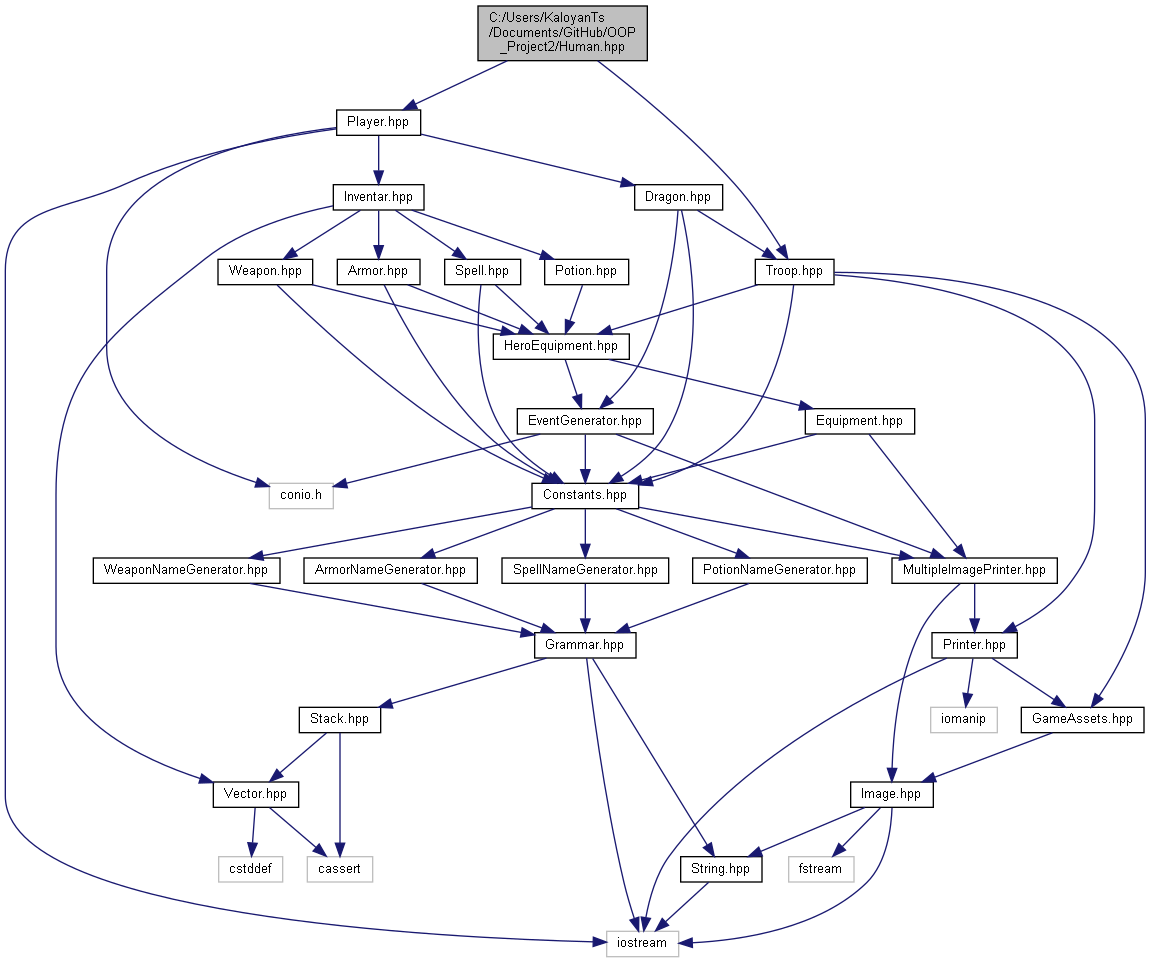 C:/Users/KaloyanTs
/Documents/GitHub/OOP
_Project2/Human.hpp
Player.hpp
Inventar.hpp
Dragon.hpp
Weapon.hpp
Armor.hpp
Spell.hpp
Potion.hpp
Troop.hpp
HeroEquipment.hpp
EventGenerator.hpp
Equipment.hpp
conio.h
Constants.hpp
WeaponNameGenerator.hpp
ArmorNameGenerator.hpp
SpellNameGenerator.hpp
PotionNameGenerator.hpp
MultipleImagePrinter.hpp
Grammar.hpp
Printer.hpp
Stack.hpp
iomanip
GameAssets.hpp
Vector.hpp
Image.hpp
cstddef
cassert
String.hpp
fstream
iostream